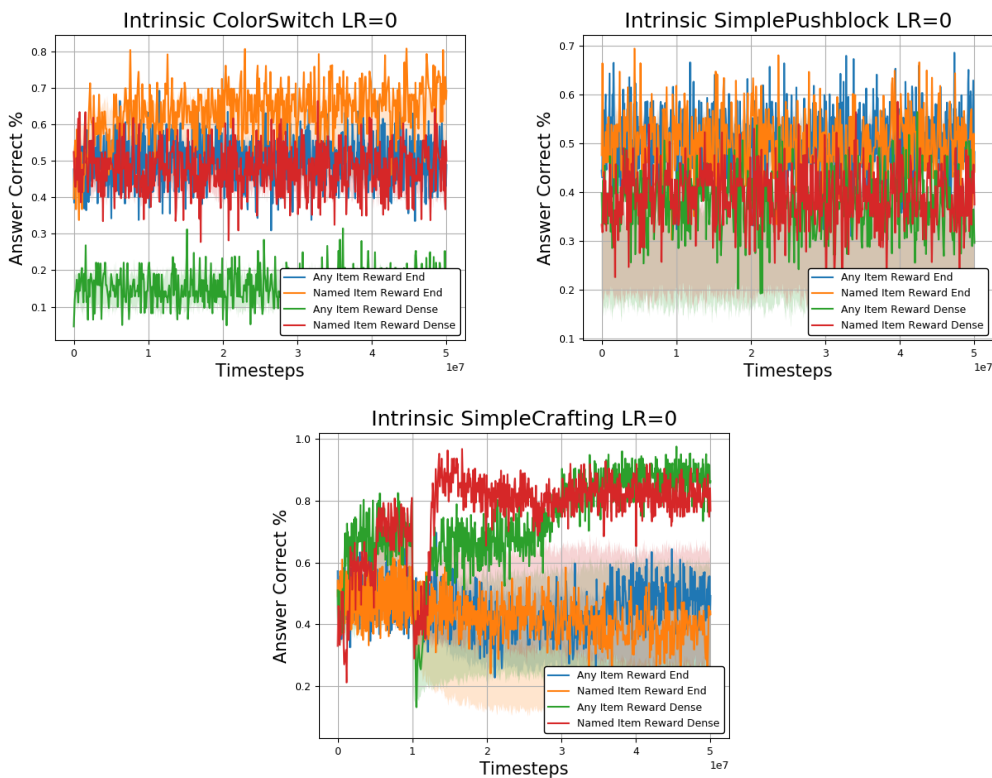 Intrinsic ColorSwitch LR=0
Answer Correct %
0.8
0.7
0.6
0.5
0.4
0.3
0.2
0.1
Any Item Reward End
Named Item Reward End
Any Item Reward Dense
Named Item Reward Dense
0 1 2 3 4 5
1e7
Timesteps
Intrinsic SimplePushblock LR=0
Answer Correct %
0.7
0.6
0.5
0.4
0.3
0.2
0.1
Any Item Reward End
Named Item Reward End
Any Item Reward Dense
Named Item Reward Dense
0 1 2 3 4 5
1e7
Timesteps
Intrinsic SimpleCrafting LR=0
Answer Correct %
1.0
0.8
0.6
0.4
0.2
Any Item Reward End
Named Item Reward End
Any Item Reward Dense
Named Item Reward Dense
0 1 2 3 4 5
1e7
Timesteps